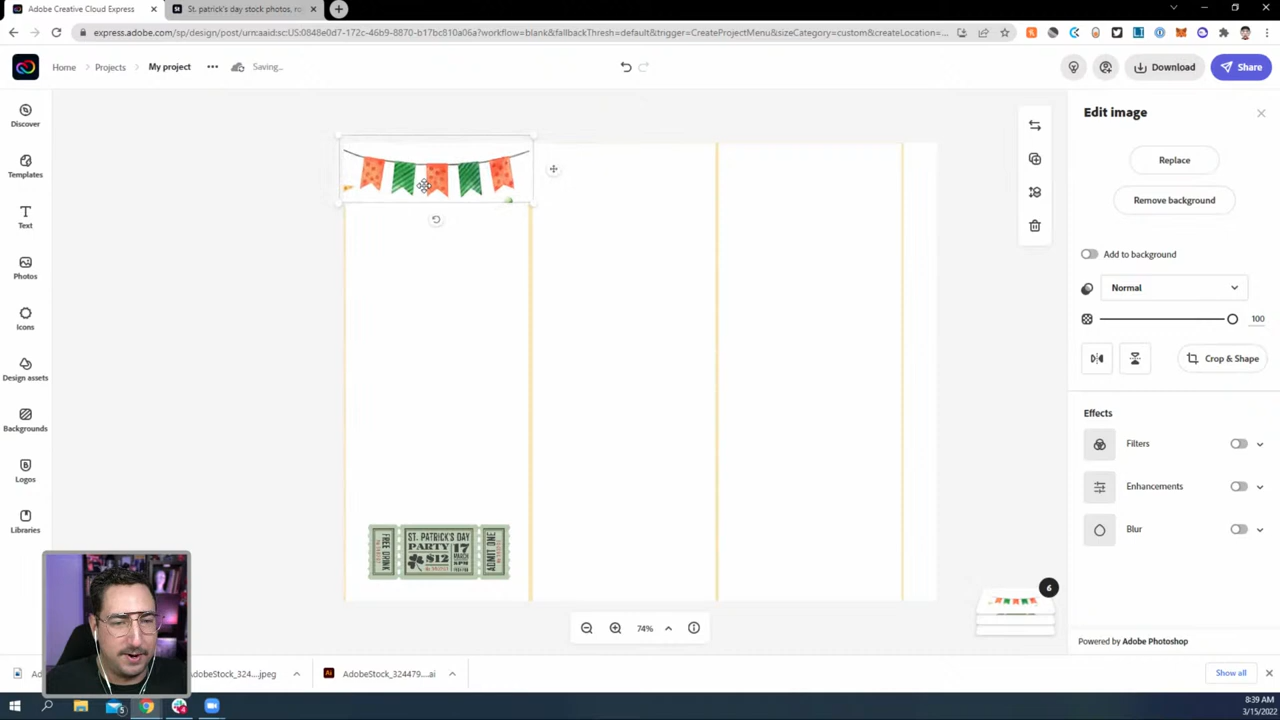 Adobe Creative Cloud Express
St. patrick's day stock photos, ro
express.adobe.com/sp/design/post/urn:aaid:sc:US:0848e0d7-172c-46b9-8870-b17bc810a06a?workflow=blank&fallbackThresh=default&trigger=CreateProjectMenu&sizeCategory=custom&createLocation=...
Home
Projects
My project
Saving...
Download
Share
Discover
Templates
Text
Photos
Icons
Design assets
Backgrounds
Logos
Libraries
FREE DRINK
ST. PATRICK'S DAY
PARTY
$12
17
MARCH
8PM
ADMIT ONE
74%
6
Edit image
Replace
Remove background
Add to background
Normal
100
Crop & Shape
Effects
Filters
Enhancements
Blur
Powered by Adobe Photoshop
AdobeStock_324....jpeg
AdobeStock_324479....ai
Show all
5
4
8:39 AM
3/15/2022